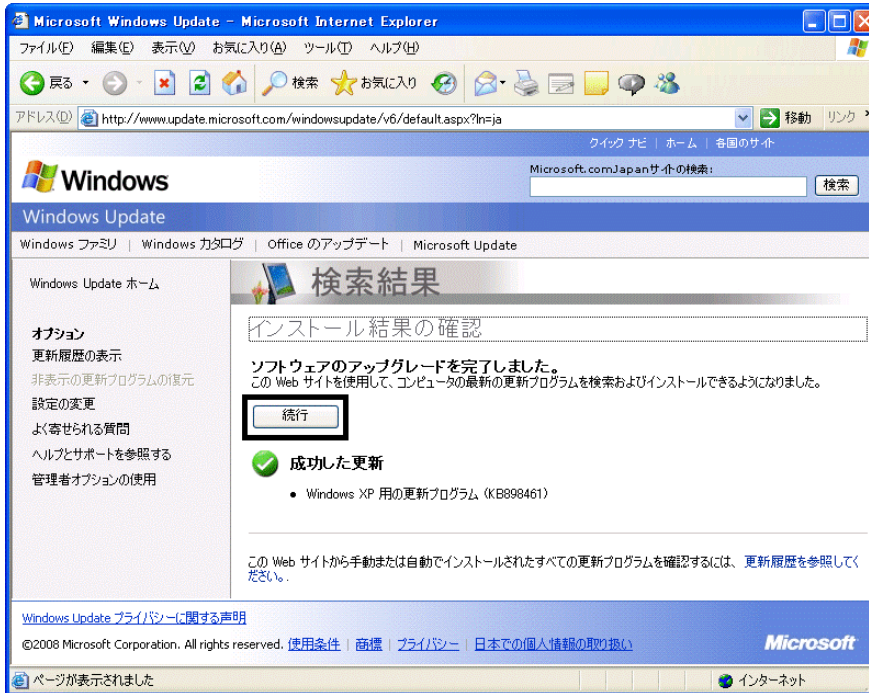 Microsoft Windows Update - Microsoft Internet Explorer
ファイル(F) 編集(E) 表示(V) お気に入り(A) ツール(T) ヘルプ(H)
戻る 検索 お気に入り
アドレス(D) http://www.update.microsoft.com/windowsupdate/v6/default.aspx?ln=ja 移動 リンク
クイック ナビ | ホーム | 各国のサイト
Windows
Microsoft.comJapanサイトの検索:
検索
Windows Update
Windows ファミリ | Windows カタログ | Office のアップデート | Microsoft Update
Windows Update ホーム
オプション
更新履歴の表示
非表示の更新プログラムの復元
設定の変更
よく寄せられる質問
ヘルプとサポートを参照する
管理者オプションの使用
検索結果
インストール結果の確認
ソフトウェアのアップグレードを完了しました。
この Web サイトを使用して、コンピュータの最新の更新プログラムを検索およびインストールできるようになりました。
続行
成功した更新
• Windows XP 用の更新プログラム (KB898461)
この Web サイトから手動または自動でインストールされたすべての更新プログラムを確認するには、更新履歴を参照してく
ださい。.
Windows Update プライバシーに関する声明
©2008 Microsoft Corporation. All rights reserved. 使用条件 | 商標 | プライバシー | 日本での個人情報の取り扱い
Microsoft
ページが表示されました インターネット